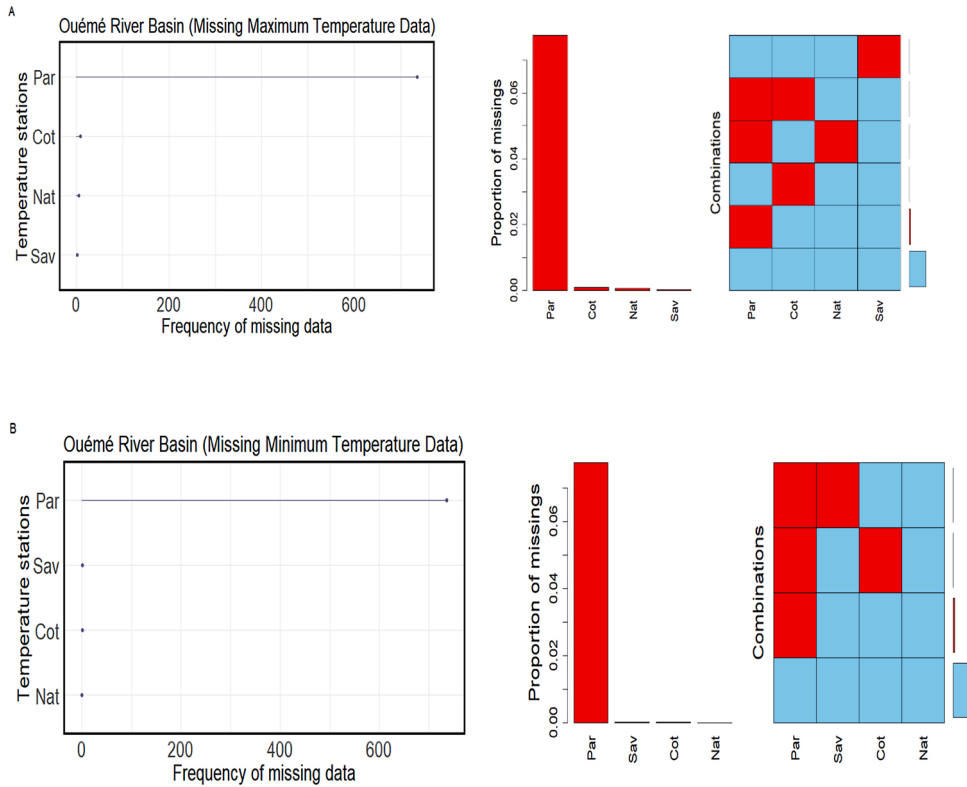 A
Ouémé River Basin (Missing Maximum Temperature Data)
Temperature stations
Par
Cot
Nat
Sav
0 200 400 600
Frequency of missing data
Proportion of missings
0.00 0.02 0.04 0.06
Par Cot Nat Sav
Combinations
Par Cot Nat Sav
B
Ouémé River Basin (Missing Minimum Temperature Data)
Temperature stations
Par
Sav
Cot
Nat
0 200 400 600
Frequency of missing data
Proportion of missings
0.00 0.02 0.04 0.06
Par Sav Cot Nat
Combinations
Par Sav Cot Nat